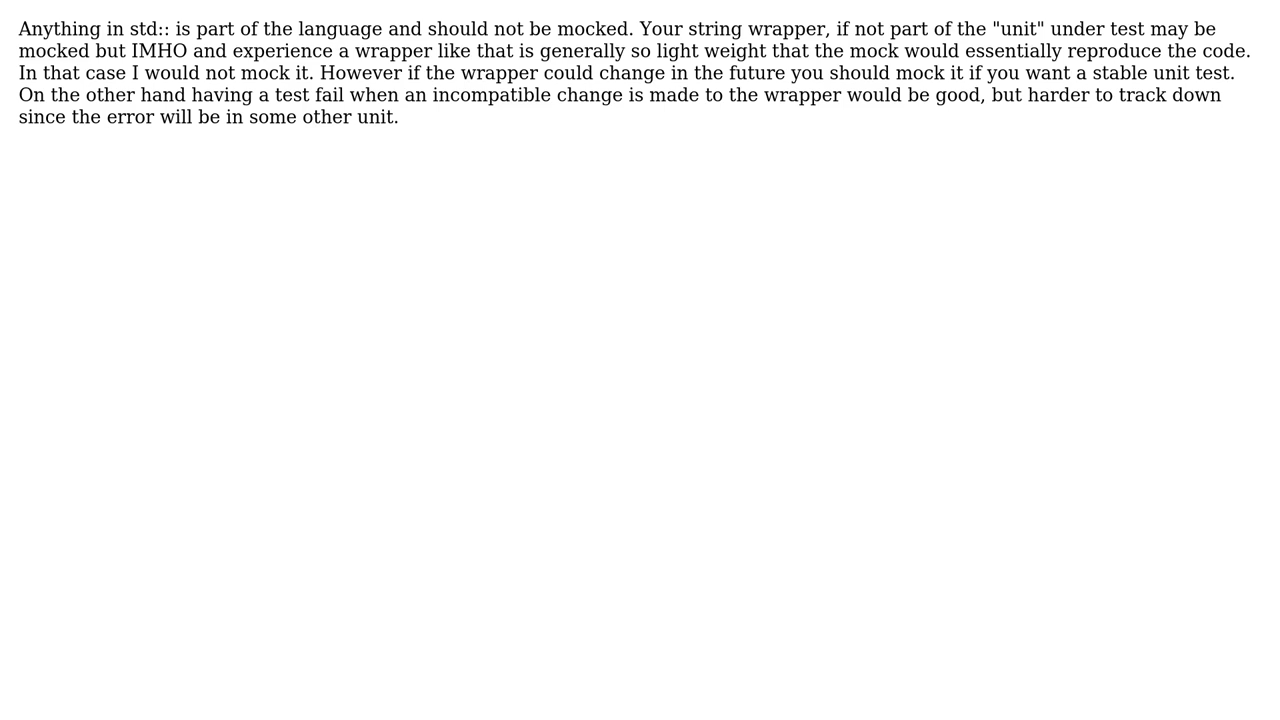 Anything in std:: is part of the language and should not be mocked. Your string wrapper, if not part of the "unit" under test may be
mocked but IMHO and experience a wrapper like that is generally so light weight that the mock would essentially reproduce the code.
In that case I would not mock it. However if the wrapper could change in the future you should mock it if you want a stable unit test.
On the other hand having a test fail when an incompatible change is made to the wrapper would be good, but harder to track down
since the error will be in some other unit.